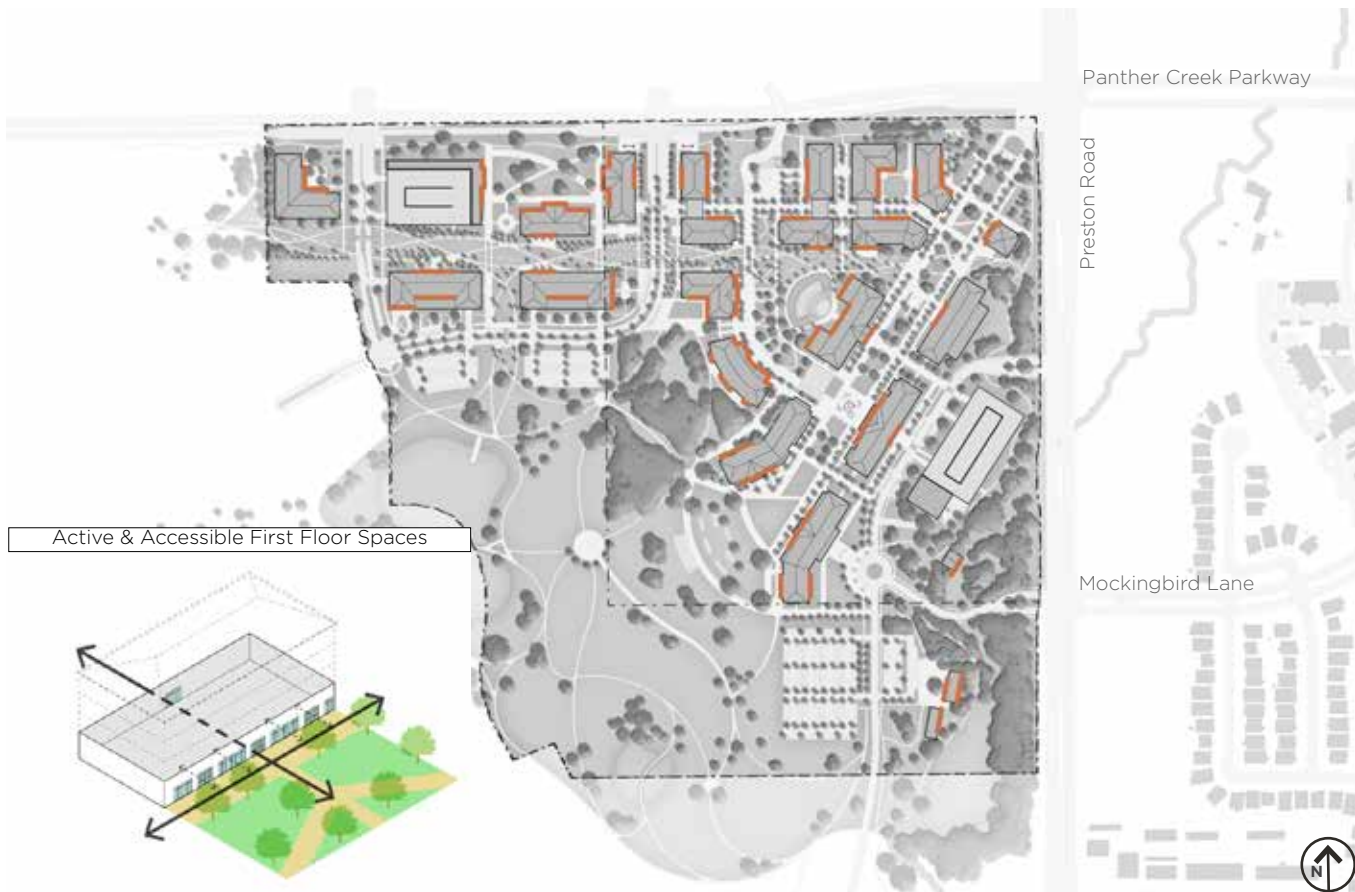 Panther Creek Parkway
Preston Road
Active & Accessible First Floor Spaces
Mockingbird Lane
N